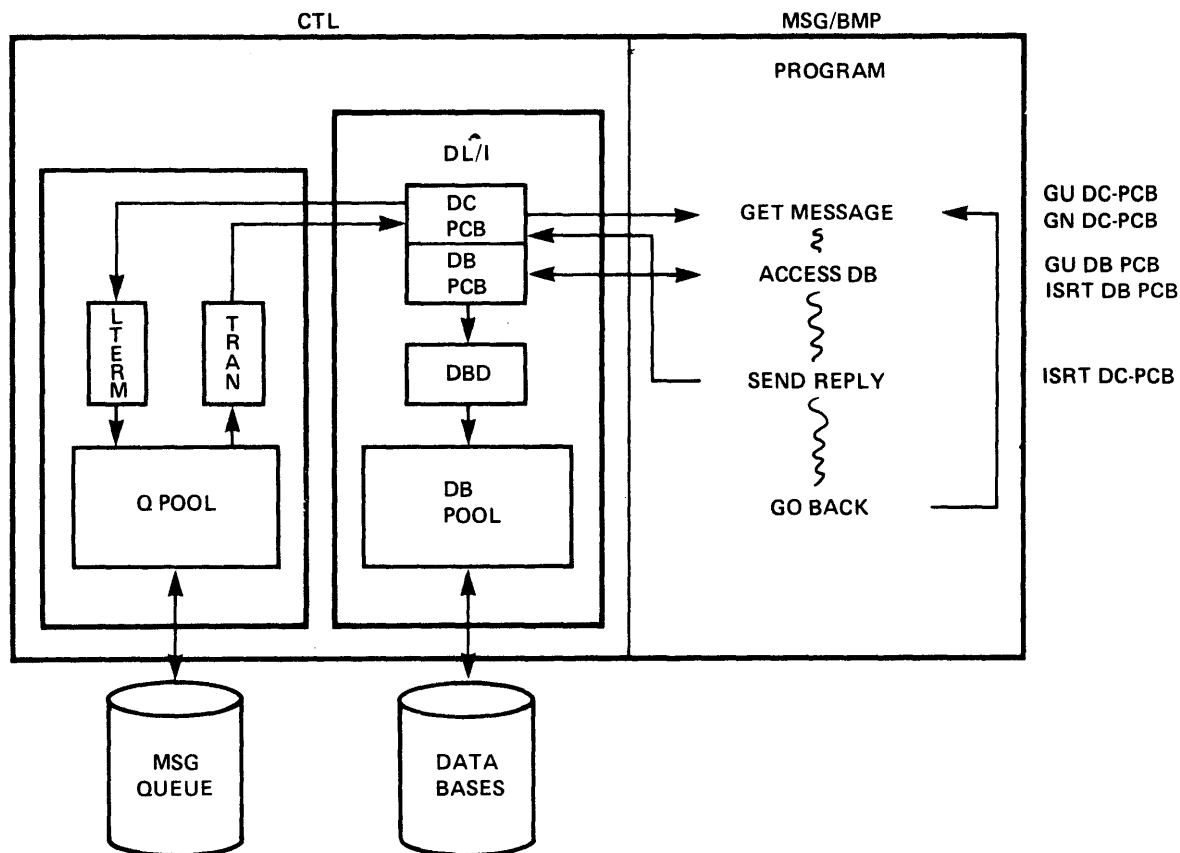 CTL
MSG/BMP
PROGRAM
DL/I
DC
PCB
DB
PCB
GET MESSAGE
GU DC-PCB
GN DC-PCB
ACCESS DB
GU DB PCB
ISRT DB PCB
LTERM
TRAN
DBD
SEND REPLY
ISRT DC-PCB
Q POOL
DB
POOL
GO BACK
MSG
QUEUE
DATA
BASES